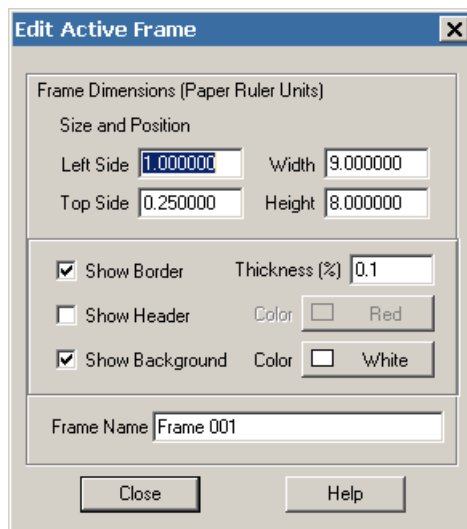 Edit Active Frame
Frame Dimensions (Paper Ruler Units)
Size and Position
Left Side 1.000000 Width 9.000000
Top Side 0.250000 Height 8.000000
Show Border Thickness (%) 0.1
Show Header Color Red
Show Background Color White
Frame Name Frame 001
Close Help